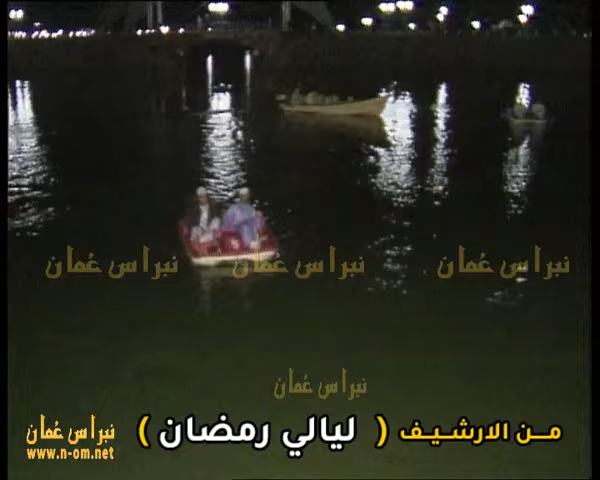 نبراس عُمان نبراس عُمان نبراس عُمان نبراس عُمان
نبراس عُمان
من الارشيف ( ليالي رمضان )
نبراس عُمان
www.n-om.net
5